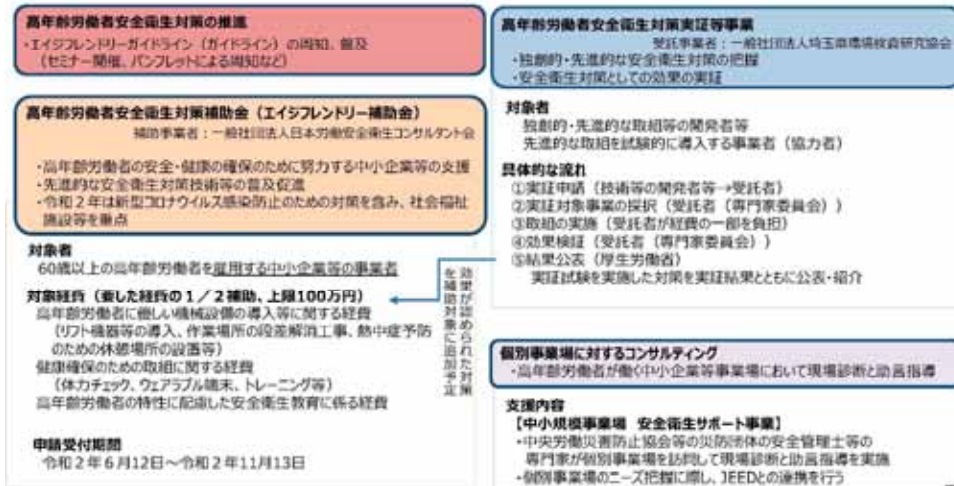 高年齢労働者安全衛生対策の推進
・エイジフレンドリーガイドライン(ガイドライン)の周知、普及
(セミナー開催、パンフレットによる周知など)
高年齢労働者安全衛生対策補助金(エイジフレンドリー補助金)
補助事業者:一般社団法人日本労働安全衛生コンサルタント会
・高年齢労働者の安全・健康の確保のために努力する中小企業等の支援
・先進的な安全衛生対策技術等の普及促進
・令和2年は新型コロナウイルス感染防止のための対策を含み、社会福祉
施設等を重点
対象者
60歳以上の高年齢労働者を雇用する中小企業等の事業者
対象経費(要した経費の1/2補助、上限100万円)
高年齢労働者に優しい機械設備の導入等に関する経費
(リフト機器等の導入、作業場所の段差解消工事、熱中症予防
のための休憩場所の設置等)
健康確保のための取組に関する経費
(体力チェック、ウェアラブル端末、トレーニング等)
高年齢労働者の特性に配慮した安全衛生教育に係る経費
申請受付期間
令和2年6月12日~令和2年11月13日
効果が認められた対策
を補助対象に追加予定
高年齢労働者安全衛生対策実証等事業
受託事業者:一般社団法人埼玉県環境検査研究協会
・独創的・先進的な安全衛生対策の把握
・安全衛生対策としての効果の実証
対象者
独創的・先進的な取組等の開発者等
先進的な取組を試験的に導入する事業者(協力者)
具体的な流れ
①実証申請(技術等の開発者等→受託者)
②実証対象事業の採択(受託者(専門家委員会))
③取組の実施(受託者が経費の一部を負担)
④効果検証(受託者(専門家委員会))
⑤結果公表(厚生労働省)
実証試験を実施した対策を実証結果とともに公表・紹介
個別事業場に対するコンサルティング
・高年齢労働者が働く中小企業等事業場において現場診断と助言指導
支援内容
【中小規模事業場 安全衛生サポート事業】
・中央労働災害防止協会等の災防団体の安全管理士等の
専門家が個別事業場を訪問して現場診断と助言指導を実施
・個別事業場のニーズ把握に際し、JEEDとの連携を行う